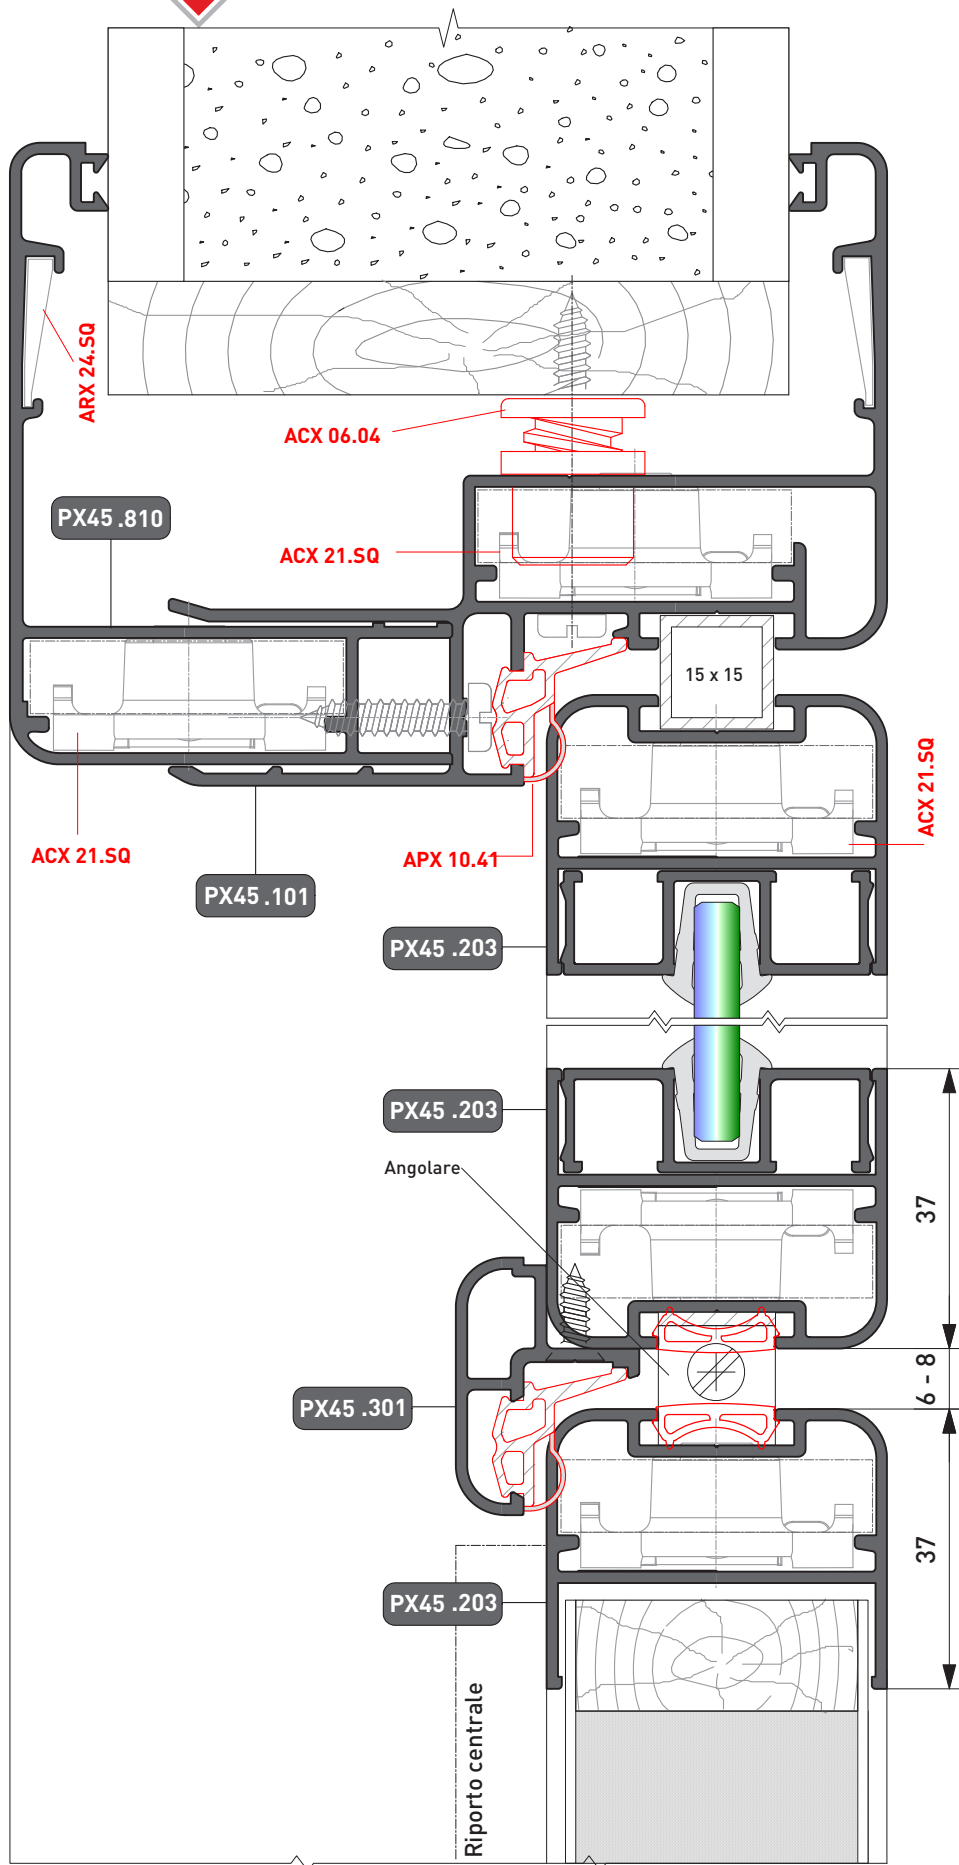 ARX 24.SQ
ACX 06.04
PX45.810
ACX 21.SQ
15 x 15
ACX 21.SQ
ACX 21.SQ
APX 10.41
PX45.101
PX45.203
PX45.203
Angolare
37
6 - 8
PX45.301
37
PX45.203
Riporto centrale